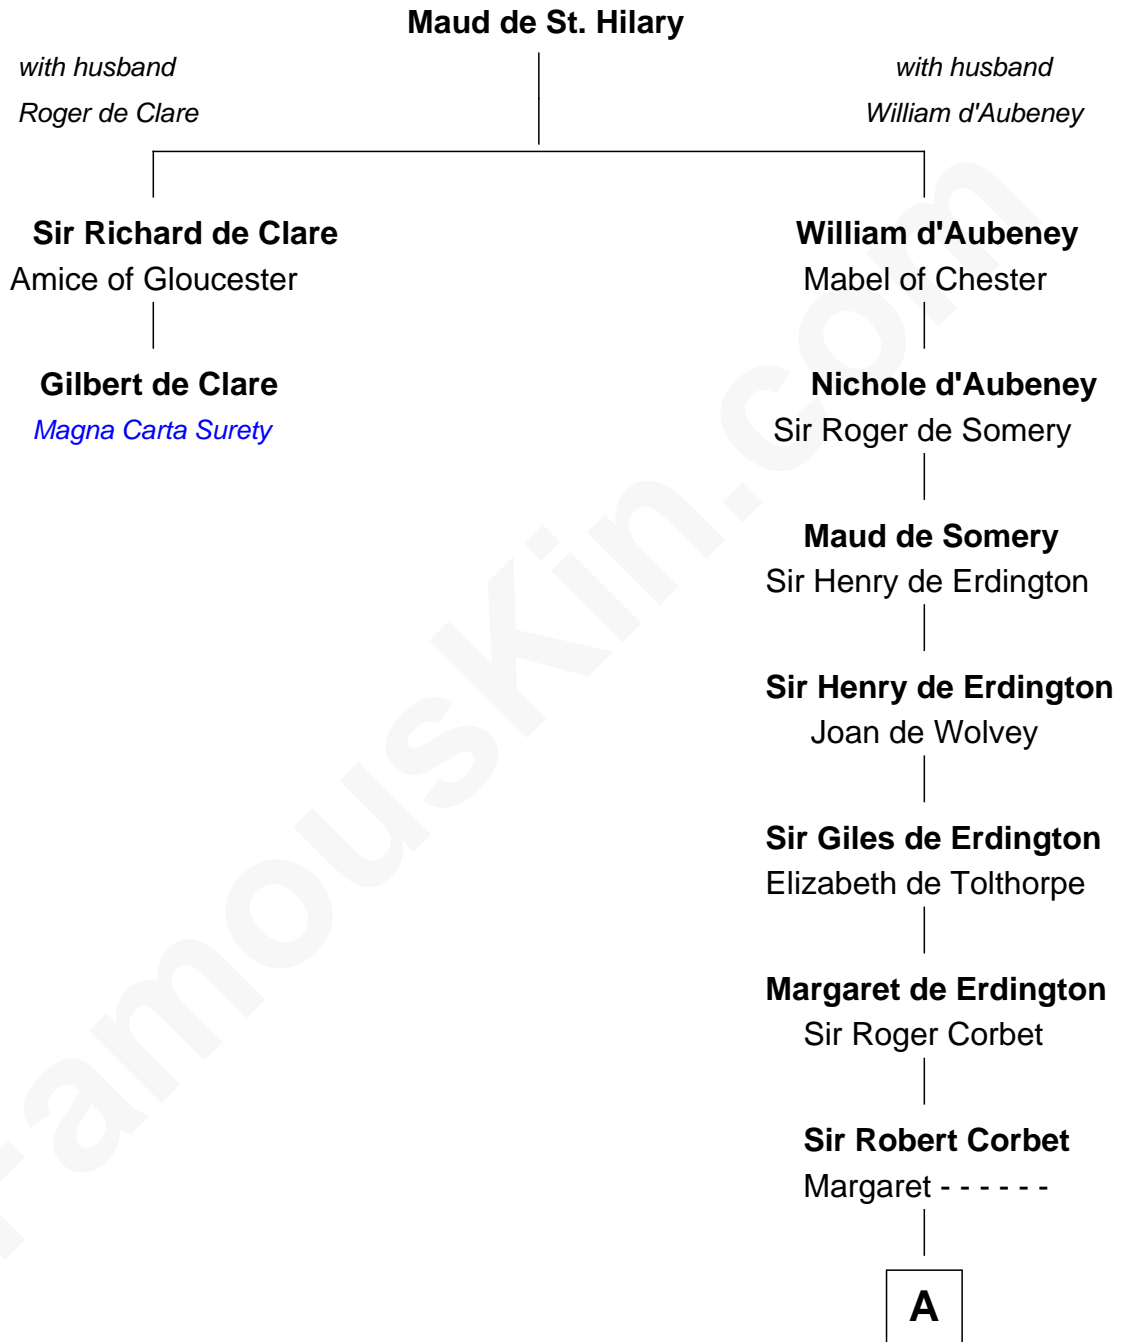 Maud de St. Hilary
with husband
Roger de Clare
with husband
William d'Aubeney
Sir Richard de Clare
Amice of Gloucester
Gilbert de Clare
Magna Carta Surety
William d'Aubeney
Mabel of Chester
Nichole d'Aubeney
Sir Roger de Somery
Maud de Somery
Sir Henry de Erdington
Sir Henry de Erdington
Joan de Wolvey
Sir Giles de Erdington
Elizabeth de Tolthorpe
Margaret de Erdington
Sir Roger Corbet
Sir Robert Corbet
Margaret - - - - - -
A
FamousKin.com